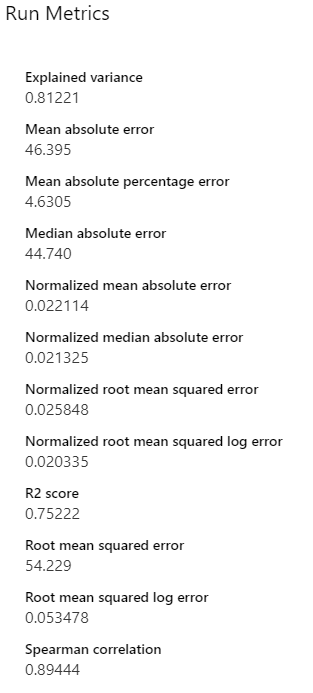 Run Metrics
Explained variance
0.81221
Mean absolute error
46.395
Mean absolute percentage error
4.6305
Median absolute error
44.740
Normalized mean absolute error
0.022114
Normalized median absolute error
0.021325
Normalized root mean squared error
0.025848
Normalized root mean squared log error
0.020335
R2 score
0.75222
Root mean squared error
54.229
Root mean squared log error
0.053478
Spearman correlation
0.89444